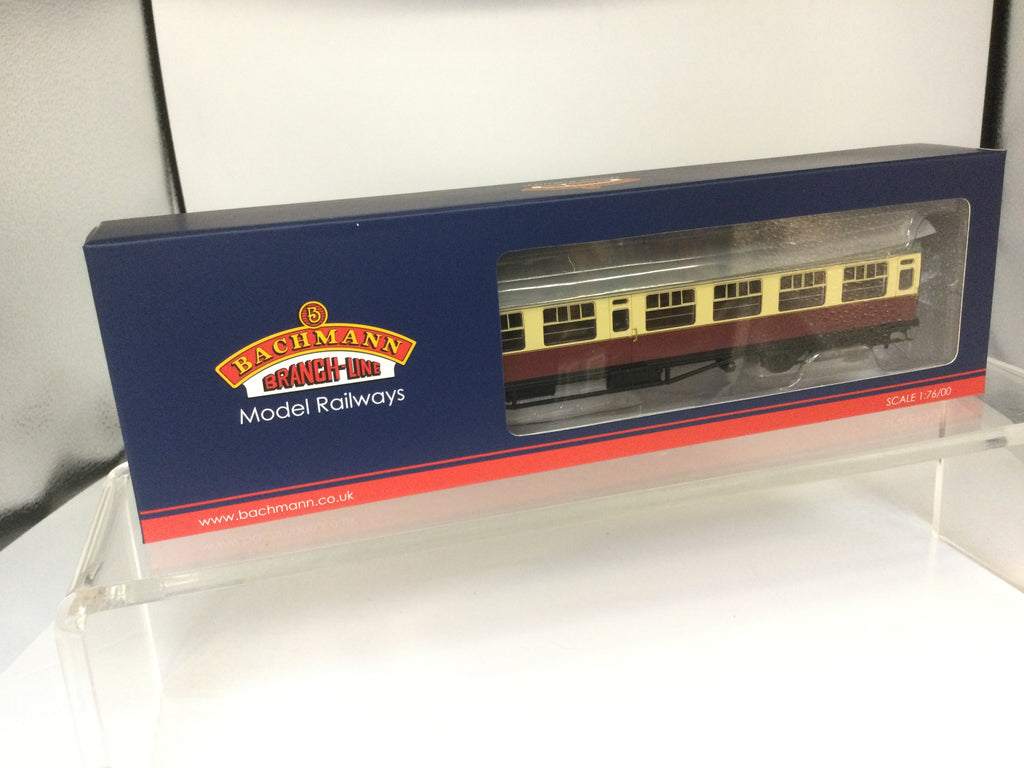 B
BACHMANN
BRANCH-LINE
Model Railways
SCALE 1:76/00
www.bachmann.co.uk